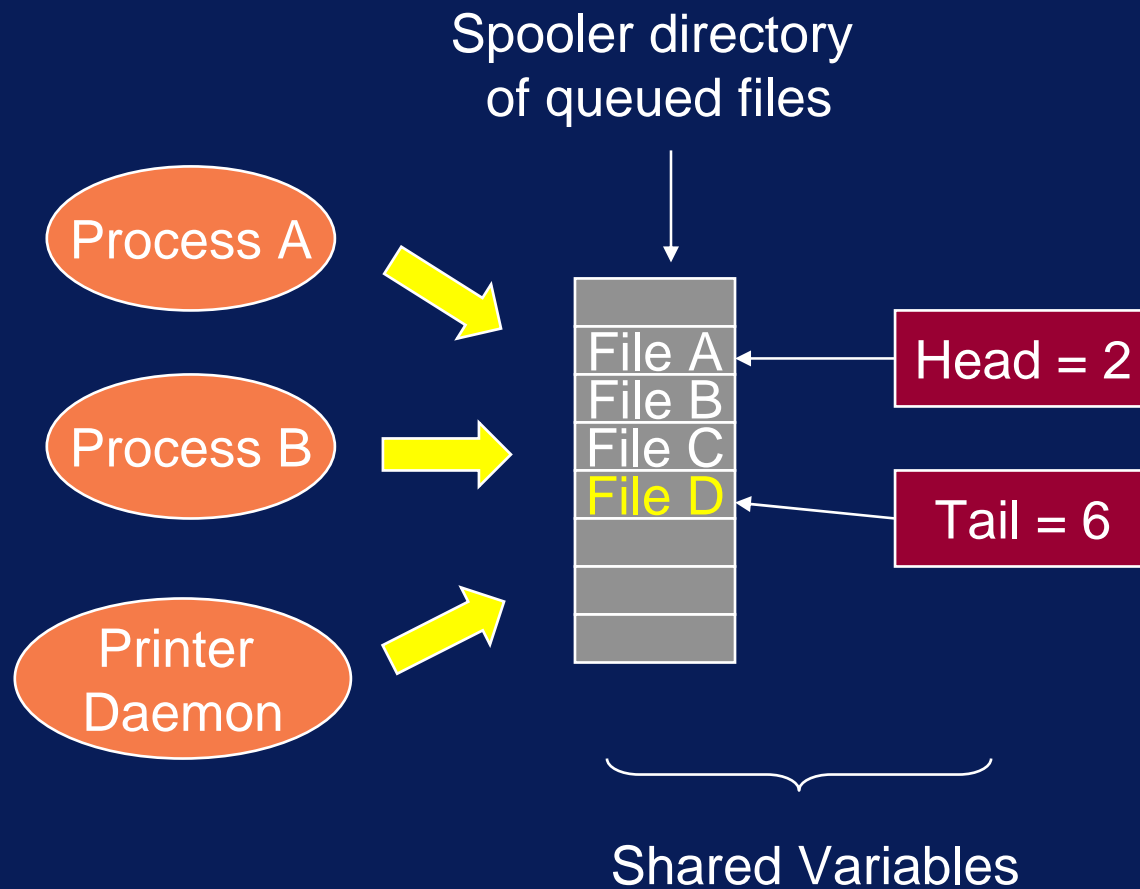 Spooler directory
of queued files
Process A
Process B
Printer
Daemon
File A
File B
File C
File D
Head = 2
Tail = 6
Shared Variables